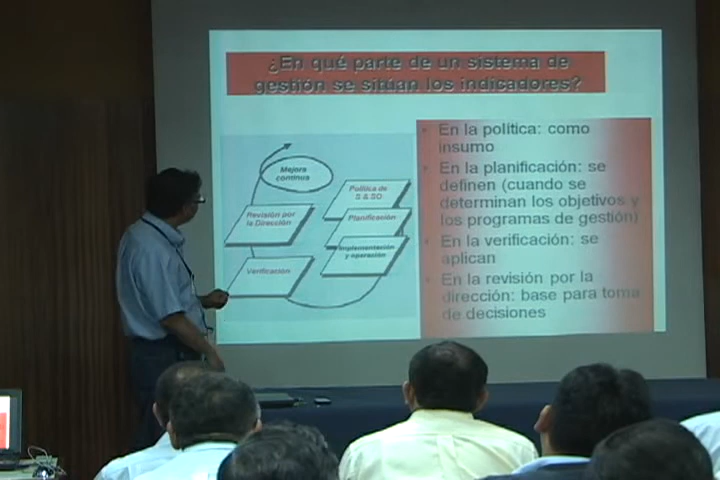 ¿En qué parte de un sistema de
gestión se sitúan los indicadores?
Mejora
continua
Política de
S & SO
Revisión por
la Dirección
Planificación
Implementación
y operación
Verificación
• En la política: como
insumo
• En la planificación: se
definen (cuando se
determinan los objetivos y
los programas de gestión)
• En la verificación: se
aplican
• En la revisión por la
dirección: base para toma
de decisiones